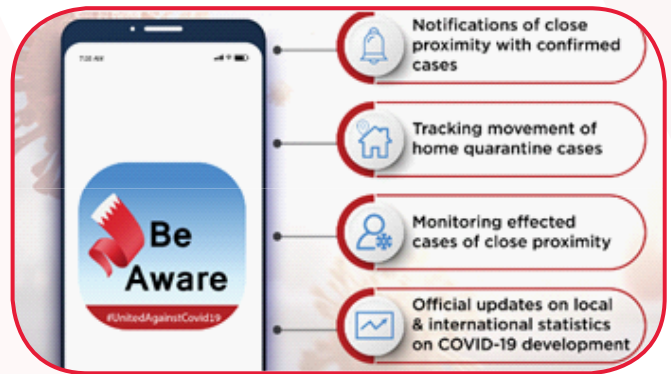 7:08 AM
Be
Aware
#UnitedAgainstCovid19
Notifications of close
proximity with confirmed
cases
Tracking movement of
home quarantine cases
Monitoring effected
cases of close proximity
Official updates on local
& international statistics
on COVID-19 development